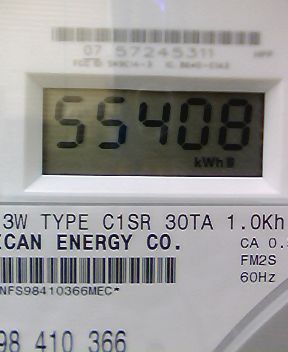 07 57245311
55408
kWh
3W TYPE C1SR 30TA 1.0Kh
ICAN ENERGY CO.
CA 0.
FM2S
60Hz
NFS98410366MEC*
98 410 366